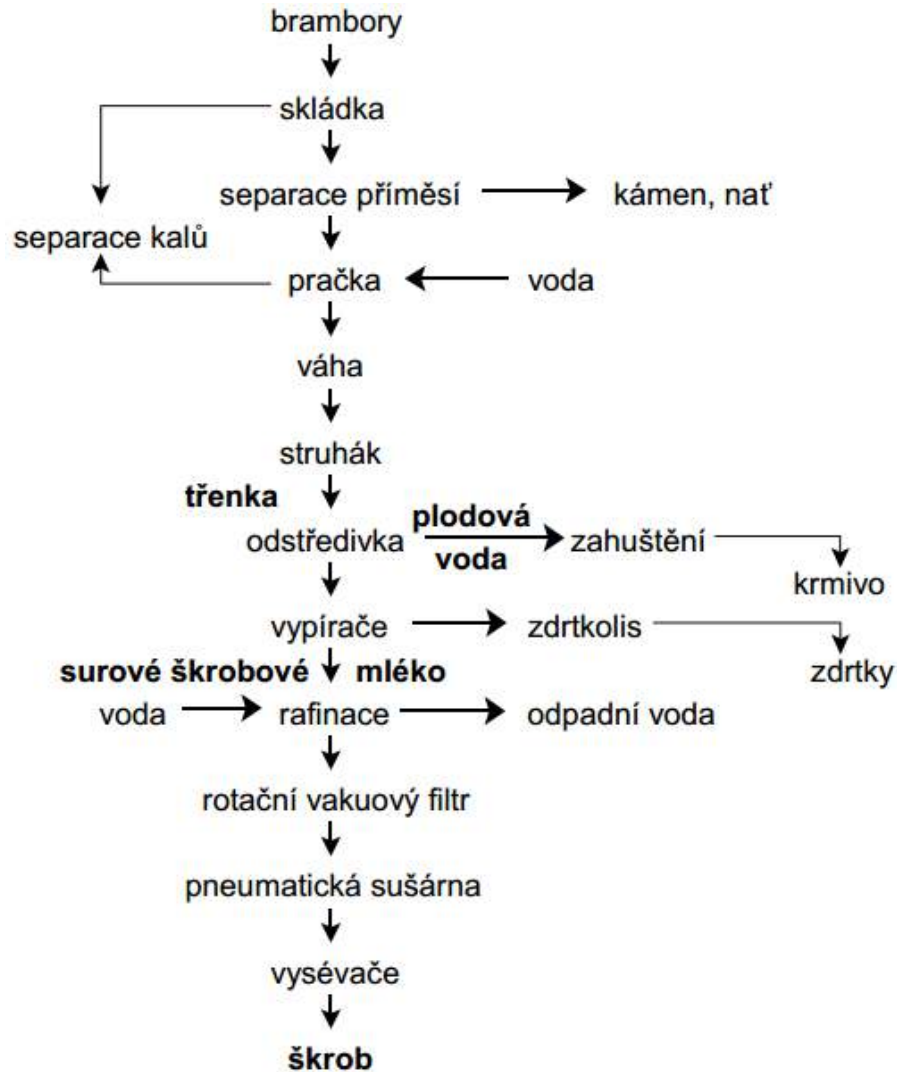 brambory
skládka
separace příměsí
kámen, nať
separace kalů
pračka
voda
váha
struhák
třenka
odstředivka
plodová
voda
zahuštění
krmivo
vypírače
zdrtkolis
zdrtky
surové škrobové mléko
voda
rafinace
odpadní voda
rotační vakuový filtr
pneumatická sušárna
vysévače
škrob